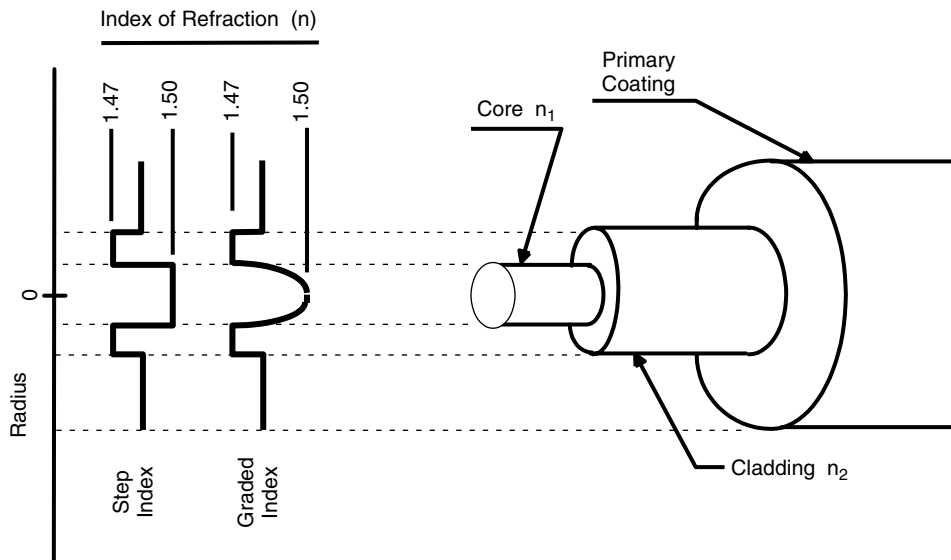 Index of Refraction (n)
1.47
1.50
1.47
1.50
Primary
Coating
Core n₁
0
Radius
Step
Index
Graded
Index
Cladding n₂